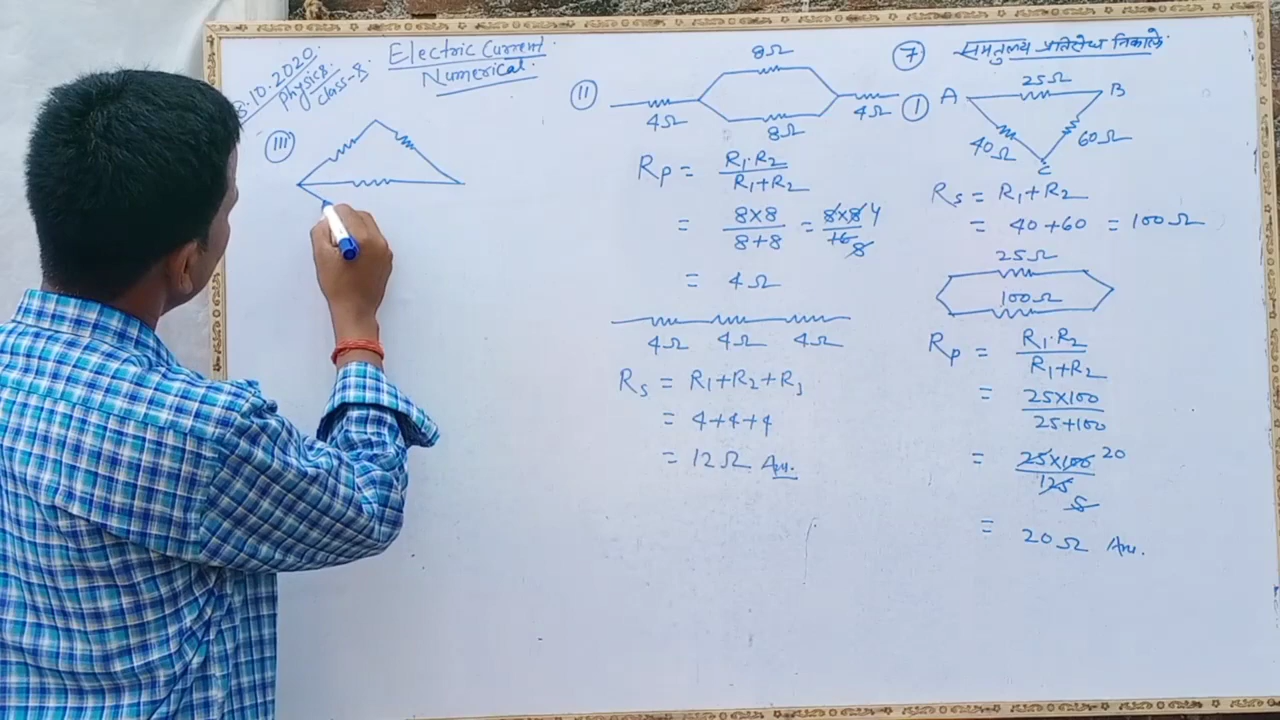 8.10.2020
Physics.
class-8
Electric Current
Numerical.
III
II
8Ω
4Ω
8Ω
4Ω
Rp = R1.R2 / R1+R2
= 8×8 / 8+8 = 8×8 4 / 16 8
= 4Ω
4Ω 4Ω 4Ω
Rs = R1+R2+R3
= 4+4+4
= 12Ω Ans.
7 समतुल्य प्रतिरोध निकाले
I
25Ω
A B
40Ω 60Ω
C
Rs = R1+R2
= 40+60 = 100Ω
25Ω
100Ω
Rp = R1.R2 / R1+R2
= 25×100 / 25+100
= 25×100 20 / 125 5
= 20Ω Ans.